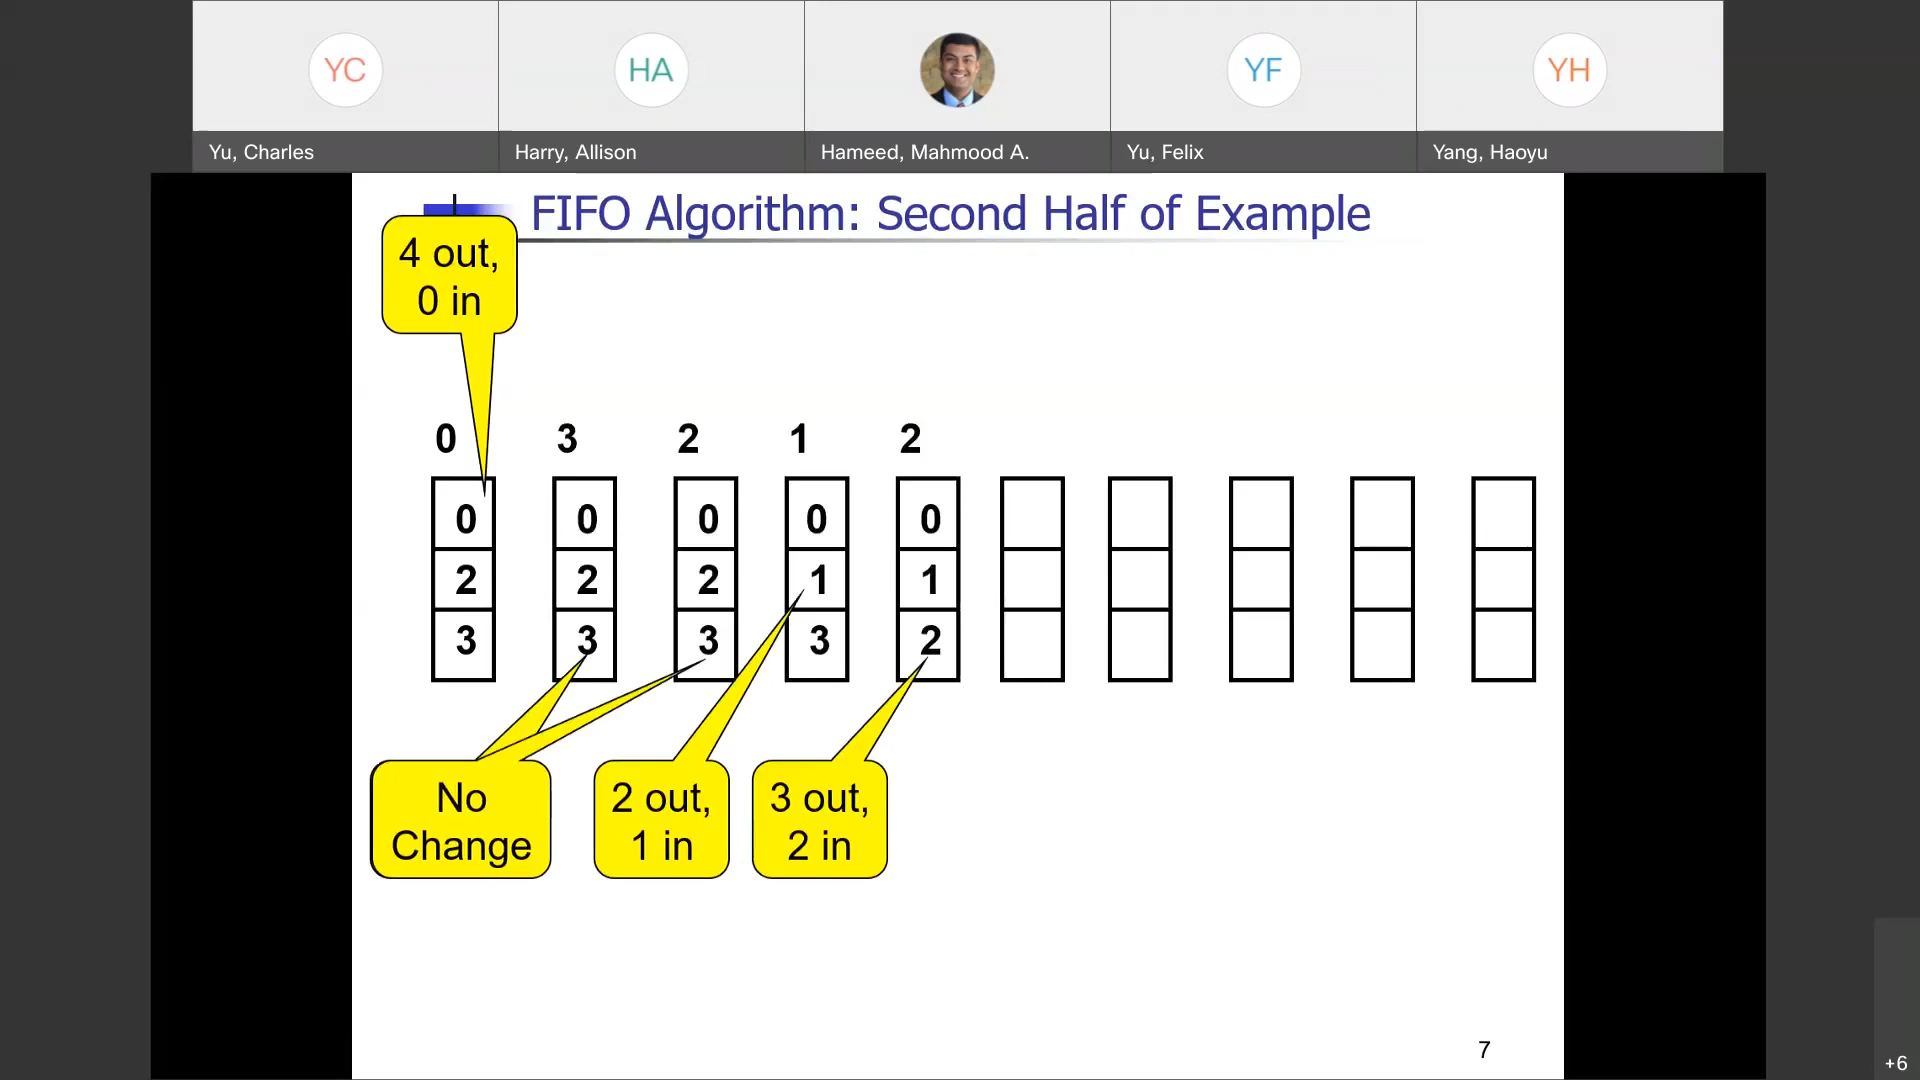 YC
HA
YF
YH
Yu, Charles
Harry, Allison
Hameed, Mahmood A.
Yu, Felix
Yang, Haoyu
FIFO Algorithm: Second Half of Example
4 out,
0 in
0 3 2 1 2
0 0 0 0 0
2 2 2 1 1
3 3 3 3 2
No
Change
2 out,
1 in
3 out,
2 in
7
+6